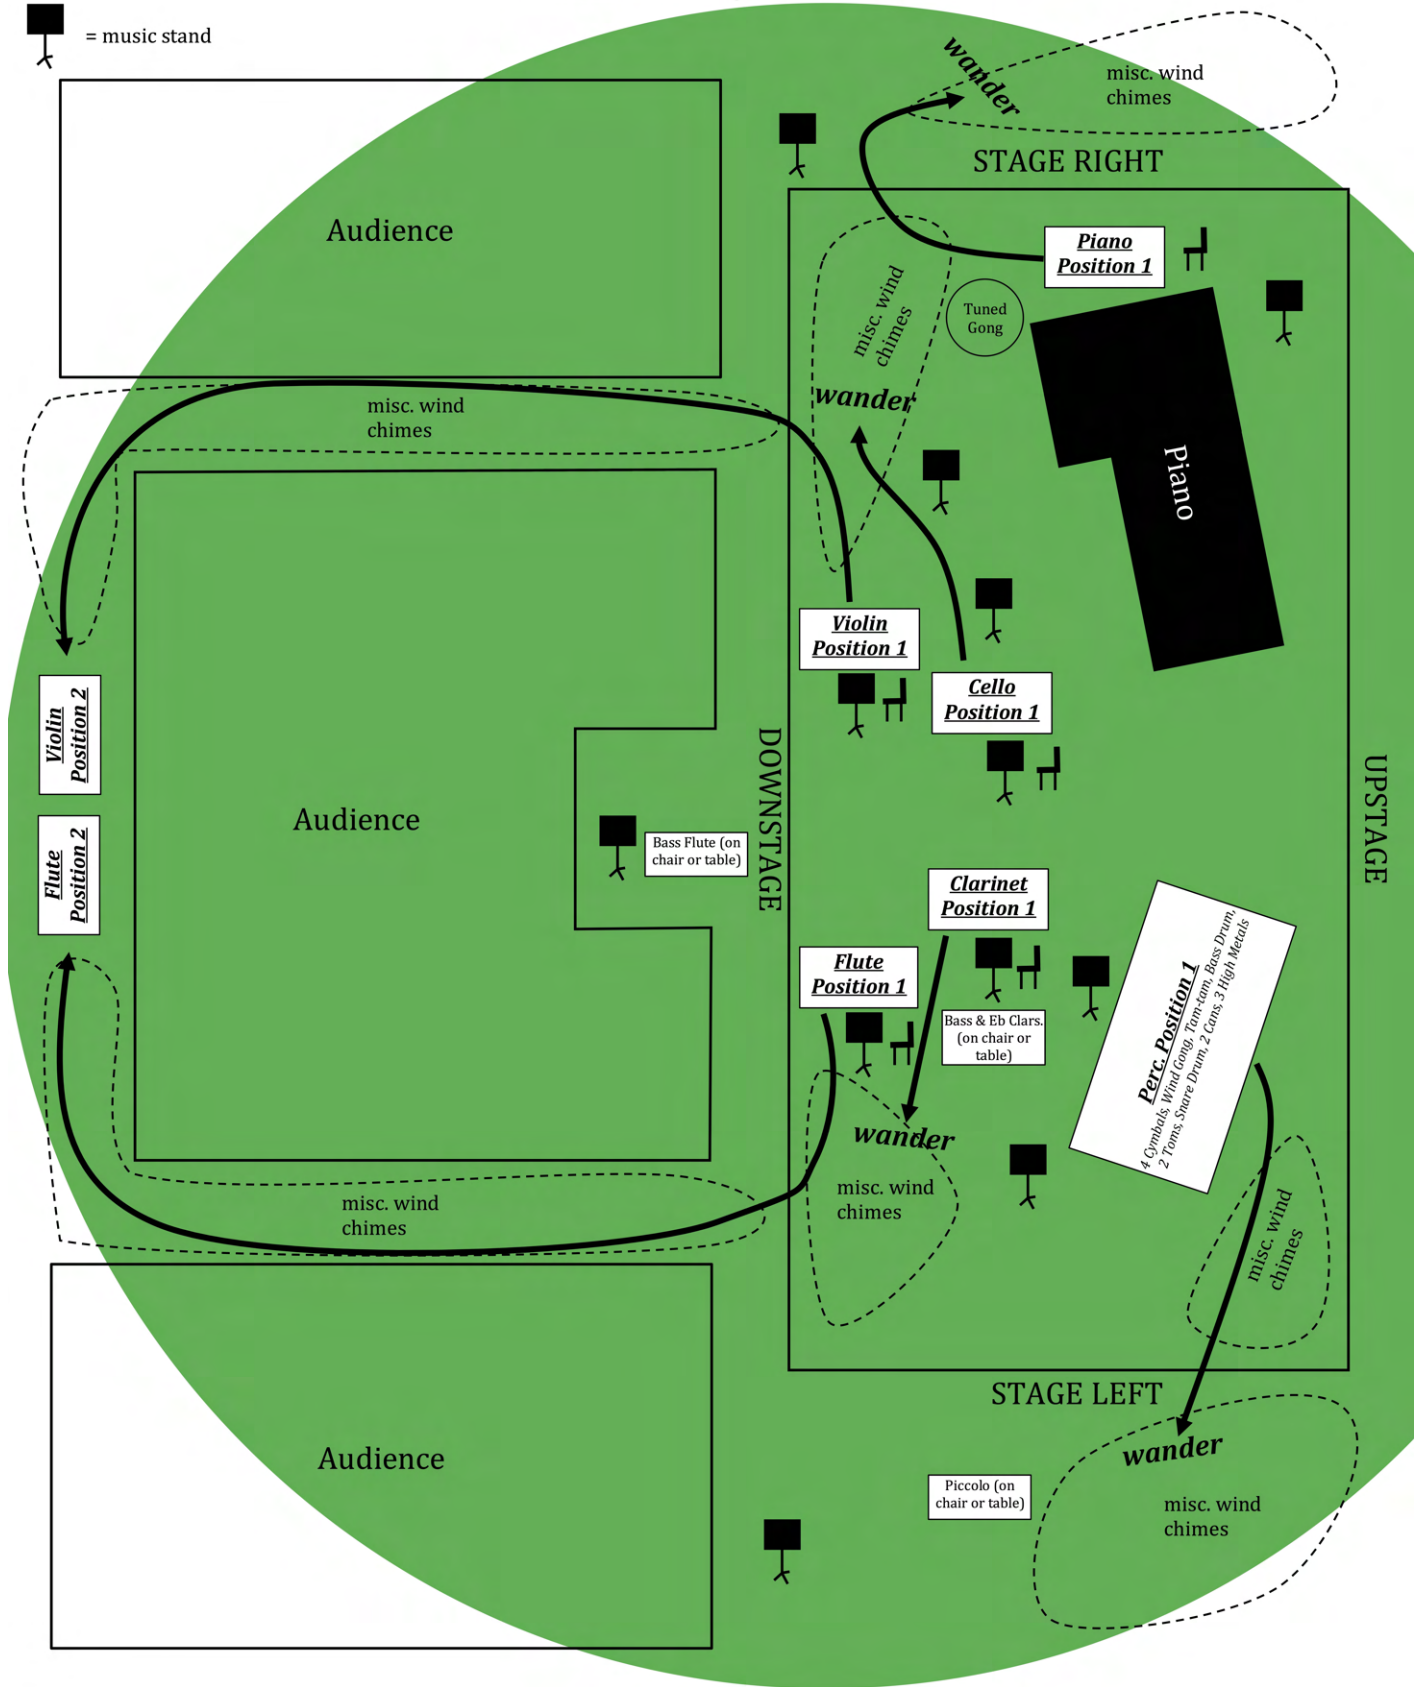 = music stand
wander
misc. wind
chimes
STAGE RIGHT
Audience
Piano
Position 1
misc. wind
chimes
Tuned
Gong
wander
misc. wind
chimes
Piano
Violin
Position 1
Cello
Position 1
Violin
Position 2
DOWNSTAGE
UPSTAGE
Audience
Bass Flute (on
chair or table)
Flute
Position 2
Clarinet
Position 1
Flute
Position 1
Bass & Eb Clars.
(on chair or
table)
Perc. Position 1
4 Cymbals, Wind Gong, Tam-tam, Bass Drum,
2 Toms, Snare Drum, 2 Cans, 3 High Metals
wander
misc. wind
chimes
misc. wind
chimes
misc. wind
chimes
STAGE LEFT
Audience
wander
Piccolo (on
chair or table)
misc. wind
chimes